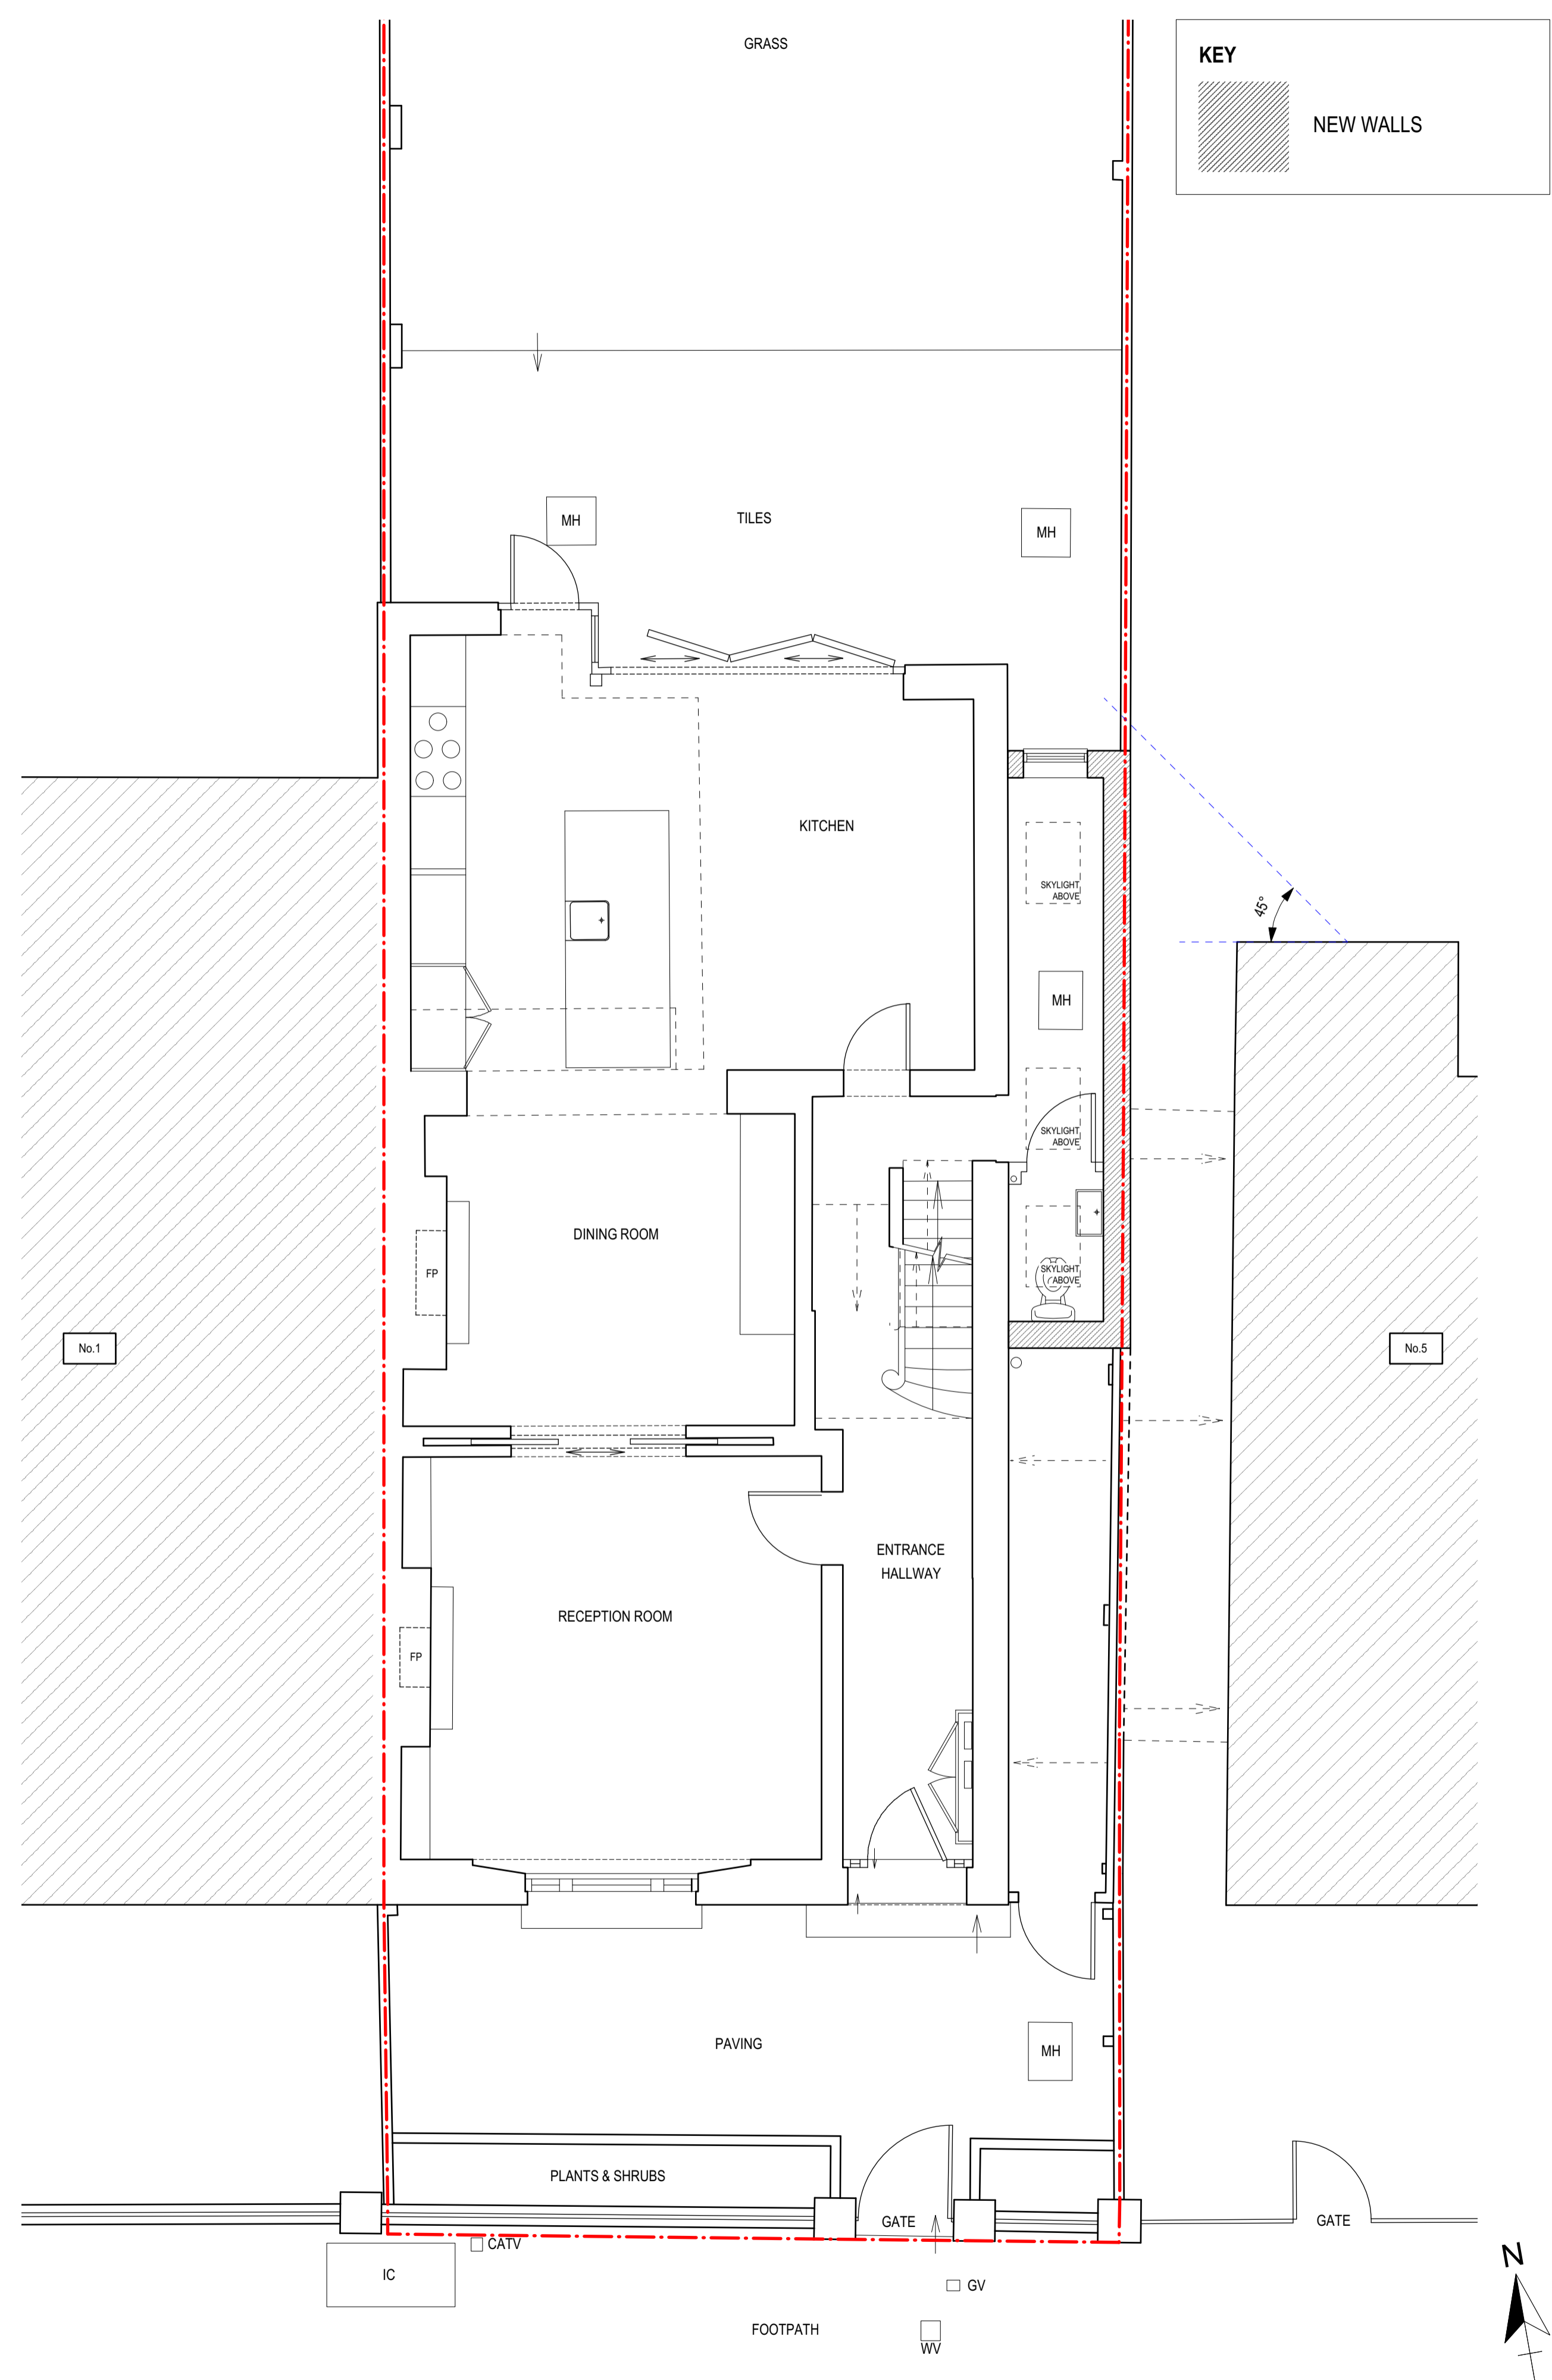 GRASS
KEY
NEW WALLS
MH
TILES
MH
KITCHEN
SKYLIGHT
ABOVE
45°
MH
SKYLIGHT
ABOVE
DINING ROOM
FP
SKYLIGHT
ABOVE
No.1
No.5
ENTRANCE
HALLWAY
RECEPTION ROOM
FP
PAVING
MH
PLANTS & SHRUBS
GATE
GATE
CATV
IC
GV
N
FOOTPATH
WV